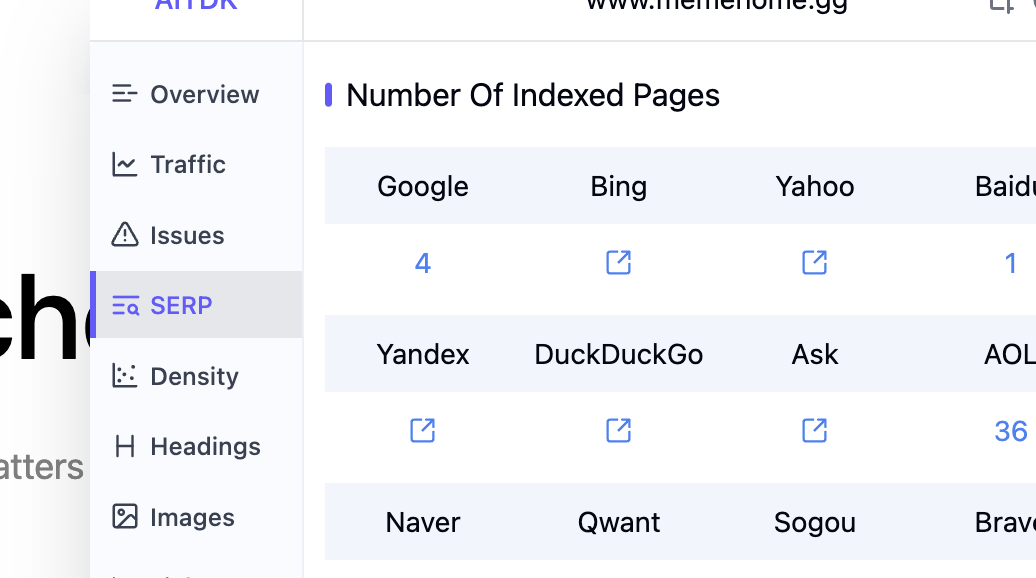 AITDK
www.memehome.gg
Overview
Number Of Indexed Pages
Traffic
Google Bing Yahoo Baidu
Issues
4 1
SERP
Yandex DuckDuckGo Ask AOL
Density
36
Headings
atters
Images
Naver Qwant Sogou Brave